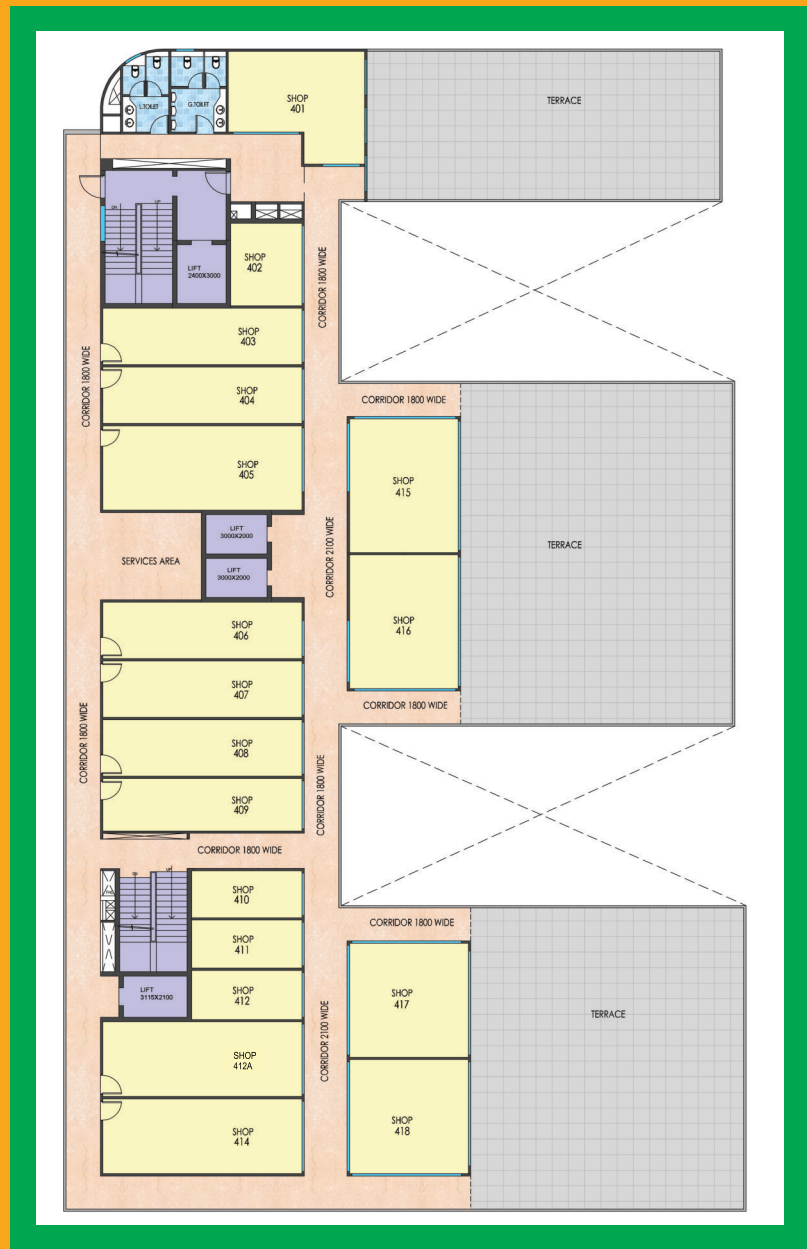 L.TOILET
G.TOILET
SHOP
401
TERRACE
DN
UP
LIFT
2400X3000
SHOP
402
CORRIDOR 1800 WIDE
SHOP
403
CORRIDOR 1800 WIDE
SHOP
404
CORRIDOR 1800 WIDE
SHOP
405
SHOP
415
LIFT
3000X2000
SERVICES AREA
LIFT
3000X2000
CORRIDOR 2100 WIDE
TERRACE
SHOP
406
SHOP
416
SHOP
407
CORRIDOR 1800 WIDE
CORRIDOR 1800 WIDE
SHOP
408
CORRIDOR 1800 WIDE
SHOP
409
CORRIDOR 1800 WIDE
UP
SHOP
410
CORRIDOR 1800 WIDE
SHOP
411
LIFT
3115X2100
SHOP
412
SHOP
417
TERRACE
CORRIDOR 2100 WIDE
SHOP
412A
SHOP
414
SHOP
418